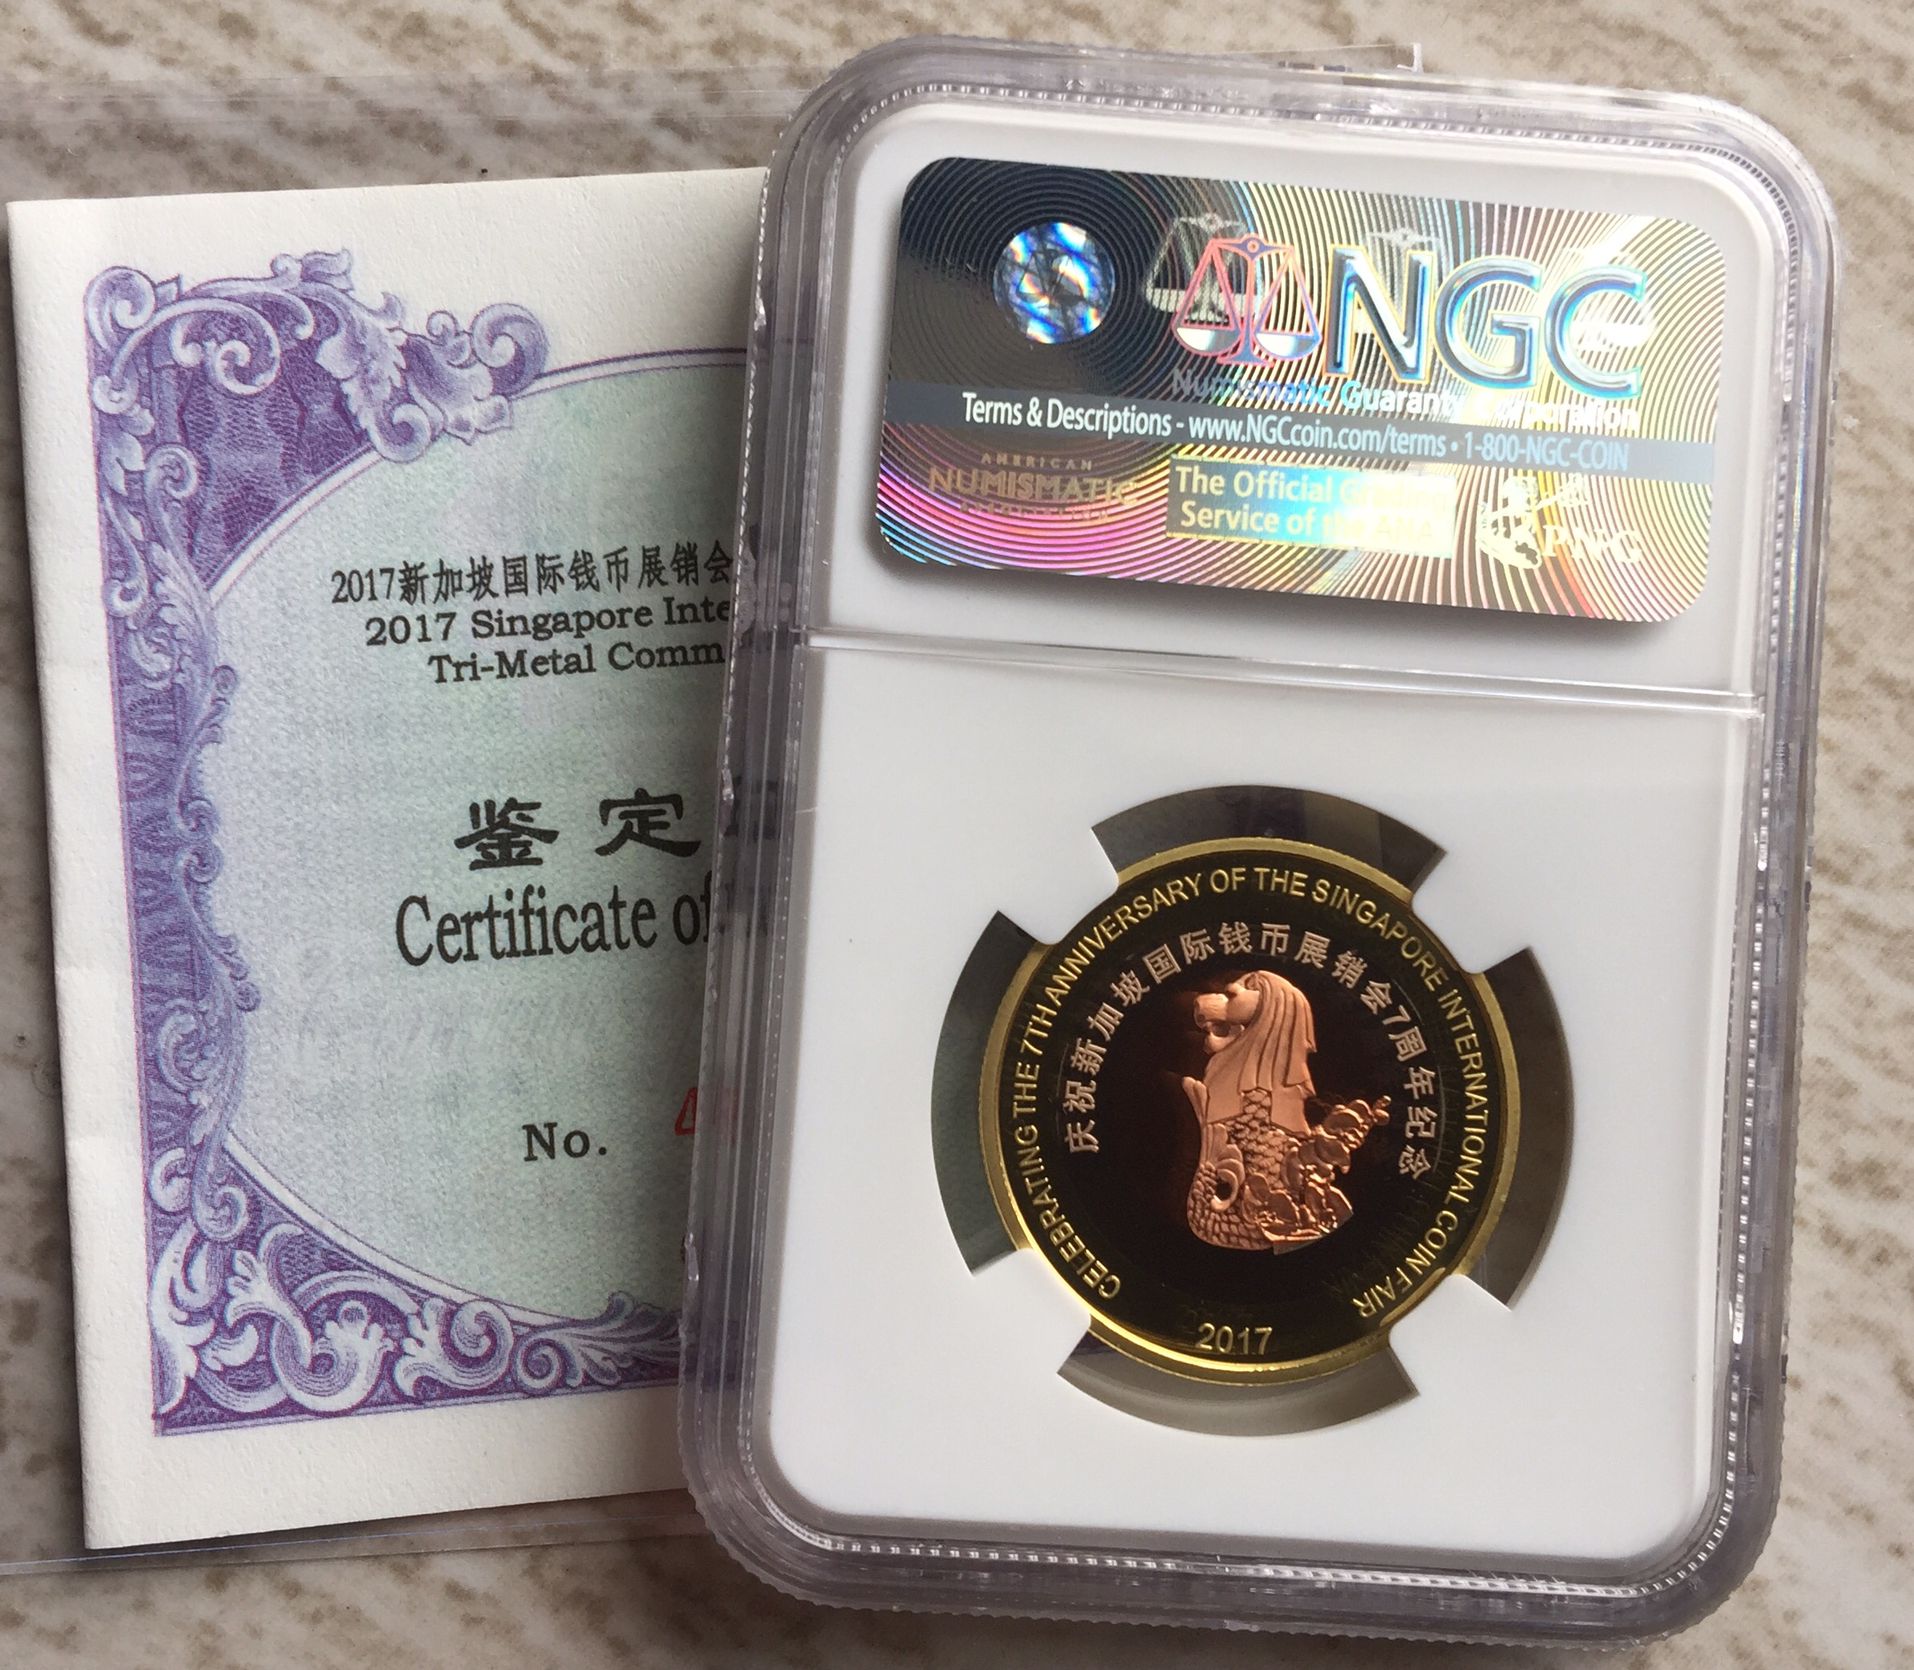 2017新加坡国际钱币展销会
2017 Singapore Inte
Tri-Metal Comm
鉴定
Certificate of
No.
NGC
Numismatic Guaranty Corporation
Terms & Descriptions - www.NGCcoin.com/terms • 1-800-NGC-COIN
AMERICAN
NUMISMATIC
ASSOCIATION
The Official Grading
Service of the ANA
PNG
CELEBRATING THE 7TH ANNIVERSARY OF THE SINGAPORE INTERNATIONAL COIN FAIR
庆祝新加坡国际钱币展销会7周年纪念
2017